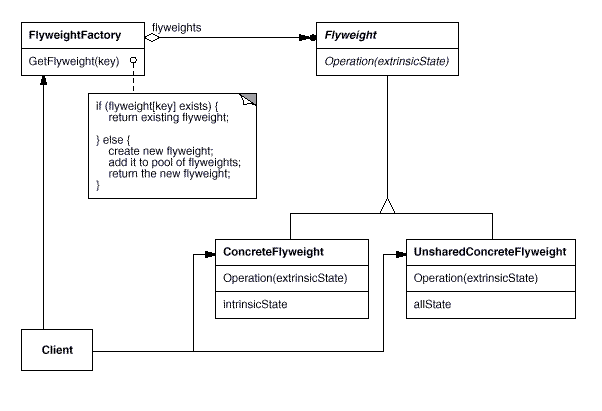 flyweights
FlyweightFactory
GetFlyweight(key)
Flyweight
Operation(extrinsicState)
if (flyweight[key] exists) {
return existing flyweight;
} else {
create new flyweight;
add it to pool of flyweights;
return the new flyweight;
}
ConcreteFlyweight
Operation(extrinsicState)
intrinsicState
UnsharedConcreteFlyweight
Operation(extrinsicState)
allState
Client